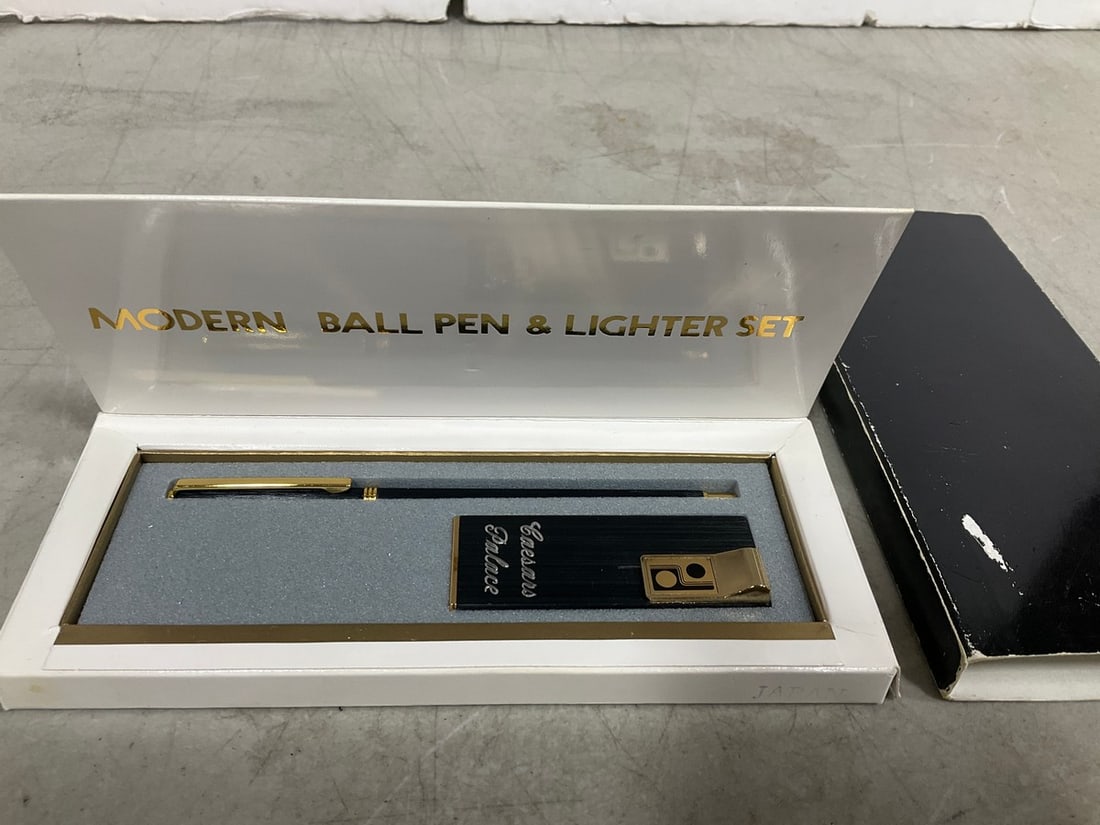 MODERN BALL PEN & LIGHTER SET
Caesars
Palace
JAPAN